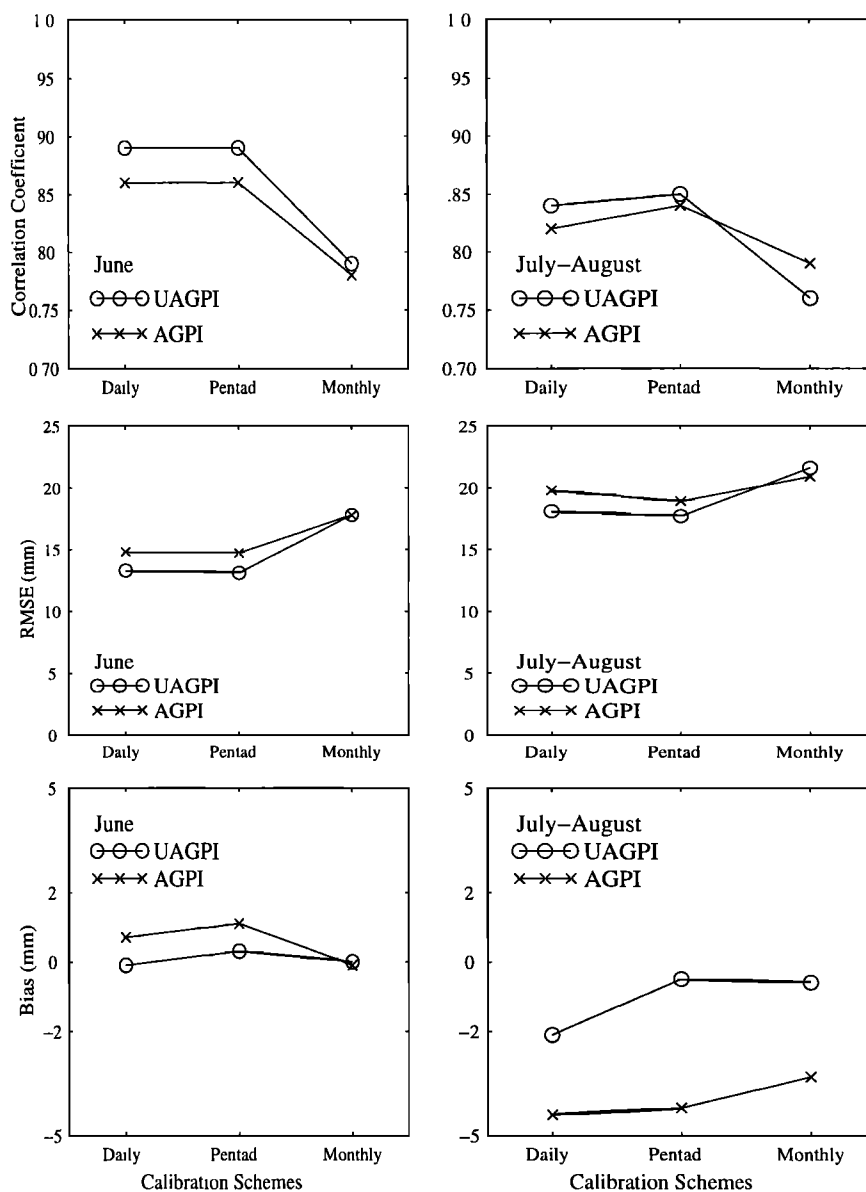 1 0
95
90
85
80
0.75
0 70
Correlation Coefficient
June
UAGPI
AGPI
Daily
Pentad
Monthly
1 0
95
90
.85
80
0.75
0 70
July–August
UAGPI
AGPI
Daily
Pentad
Monthly
25
20
15
10
5
0
RMSE (mm)
June
UAGPI
AGPI
Daily
Pentad
Monthly
25
20
15
10
5
0
July–August
UAGPI
AGPI
Daily
Pentad
Monthly
5
2
0
−2
−5
Bias (mm)
June
UAGPI
AGPI
Daily
Pentad
Monthly
Calibration Schemes
5
2
0
−2
−5
July–August
UAGPI
AGPI
Daily
Pentad
Monthly
Calibration Schemes